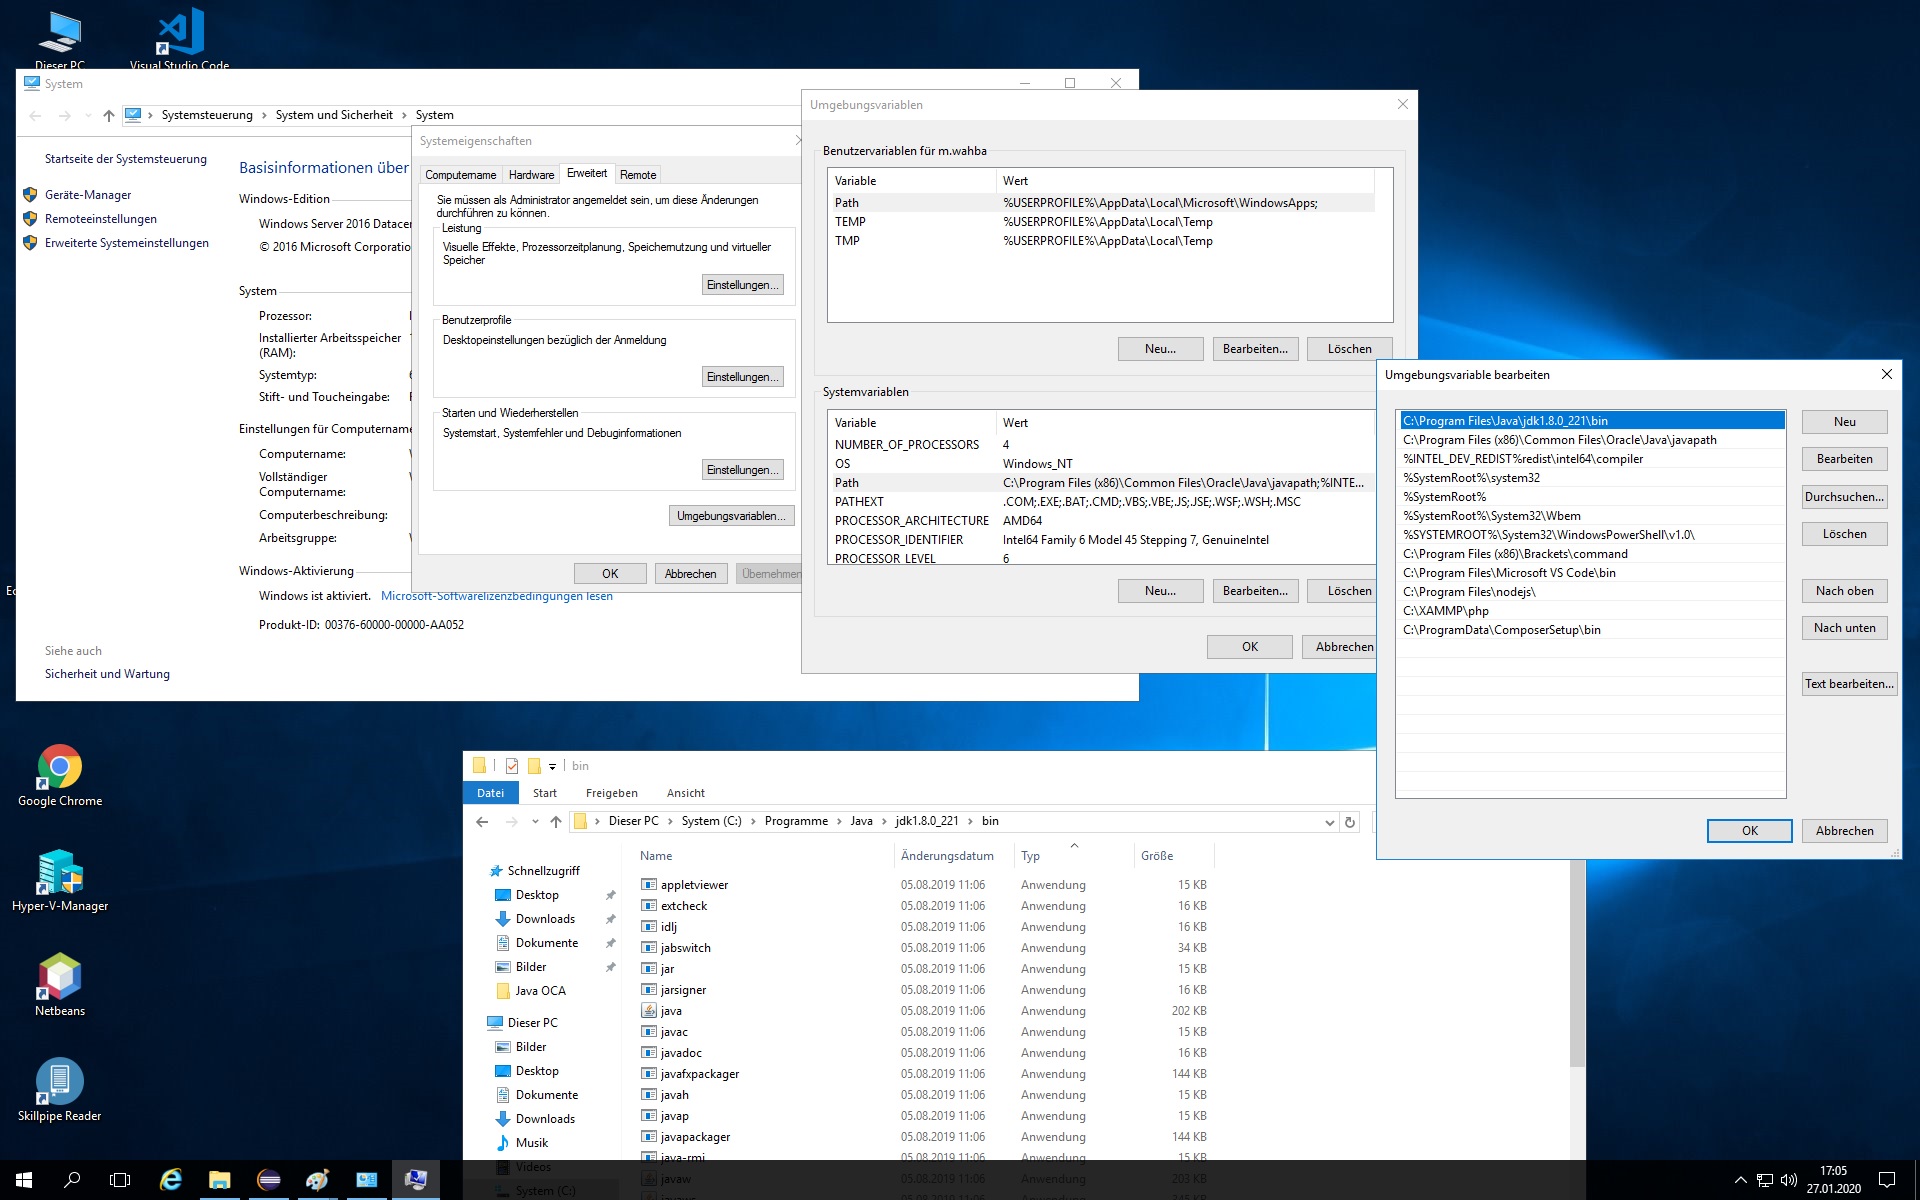 Dieser PC
Visual Studio Code
System
Systemsteuerung
System und Sicherheit
System
Startseite der Systemsteuerung
Geräte-Manager
Remoteeinstellungen
Erweiterte Systemeinstellungen
Basisinformationen über
Windows-Edition
Windows Server 2016
© 2016 Microsoft
System
Prozessor:
Installierter Arbeitsspeicher
(RAM):
Systemtyp:
Stift- und Toucheingabe:
Einstellungen für
Computername:
Vollständiger
Computername:
Computerbeschreibung:
Arbeitsgruppe:
Windows-Aktivierung
Windows ist aktiviert. Microsoft-Softwarelizenzbedingungen lesen
Produkt-ID: 00376-60000-00000-AA052
Siehe auch
Sicherheit und Wartung
Systemeigenschaften
Computername
Hardware
Erweitert
Remote
Sie müssen als Administrator angemeldet sein, um diese Änderungen
durchführen zu können.
Leistung
Visuelle Effekte, Prozessorzeitplanung, Speichernutzung und virtueller
Speicher
Einstellungen...
Benutzerprofile
Desktopeinstellungen bezüglich der Anmeldung
Einstellungen...
Starten und Wiederherstellen
Systemstart, Systemfehler und Debuginformationen
Einstellungen...
Umgebungsvariablen...
OK
Abbrechen
Übernehmen
Umgebungsvariablen
Benutzervariablen für m.wahba
Variable Wert
Path %USERPROFILE%\AppData\Local\Microsoft\WindowsApps;
TEMP %USERPROFILE%\AppData\Local\Temp
TMP %USERPROFILE%\AppData\Local\Temp
Neu...
Bearbeiten...
Löschen
Systemvariablen
Variable Wert
NUMBER_OF_PROCESSORS 4
OS Windows_NT
Path C:\Program Files (x86)\Common Files\Oracle\Java\javapath;%INTE...
PATHEXT .COM;.EXE;.BAT;.CMD;.VBS;.VBE;.JS;.JSE;.WSF;.WSH;.MSC
PROCESSOR_ARCHITECTURE AMD64
PROCESSOR_IDENTIFIER Intel64 Family 6 Model 45 Stepping 7, GenuineIntel
PROCESSOR_LEVEL 6
Neu...
Bearbeiten...
Löschen
OK
Abbrechen
Umgebungsvariable bearbeiten
C:\Program Files\Java\jdk1.8.0_221\bin
C:\Program Files (x86)\Common Files\Oracle\Java\javapath
%INTEL_DEV_REDIST%redist\intel64\compiler
%SystemRoot%\system32
%SystemRoot%
%SystemRoot%\System32\Wbem
%SYSTEMROOT%\System32\WindowsPowerShell\v1.0\
C:\Program Files (x86)\Brackets\command
C:\Program Files\Microsoft VS Code\bin
C:\Program Files\nodejs\
C:\XAMMP\php
C:\ProgramData\ComposerSetup\bin
Neu
Bearbeiten
Durchsuchen...
Löschen
Nach oben
Nach unten
Text bearbeiten...
OK
Abbrechen
Google Chrome
Hyper-V-Manager
Netbeans
Skillpipe Reader
bin
Datei Start Freigeben Ansicht
Dieser PC System (C:) Programme Java jdk1.8.0_221 bin
Schnellzugriff
Desktop
Downloads
Dokumente
Bilder
Java OCA
Dieser PC
Bilder
Desktop
Dokumente
Downloads
Musik
Videos
System (C:)
Name Änderungsdatum Typ Größe
appletviewer 05.08.2019 11:06 Anwendung 15 KB
extcheck 05.08.2019 11:06 Anwendung 16 KB
idlj 05.08.2019 11:06 Anwendung 16 KB
jabswitch 05.08.2019 11:06 Anwendung 34 KB
jar 05.08.2019 11:06 Anwendung 15 KB
jarsigner 05.08.2019 11:06 Anwendung 16 KB
java 05.08.2019 11:06 Anwendung 202 KB
javac 05.08.2019 11:06 Anwendung 15 KB
javadoc 05.08.2019 11:06 Anwendung 16 KB
javafxpackager 05.08.2019 11:06 Anwendung 144 KB
javah 05.08.2019 11:06 Anwendung 15 KB
javap 05.08.2019 11:06 Anwendung 15 KB
javapackager 05.08.2019 11:06 Anwendung 144 KB
java-rmi 05.08.2019 11:06 Anwendung 16 KB
javaw 05.08.2019 11:06 Anwendung 203 KB
17:05
27.01.2020